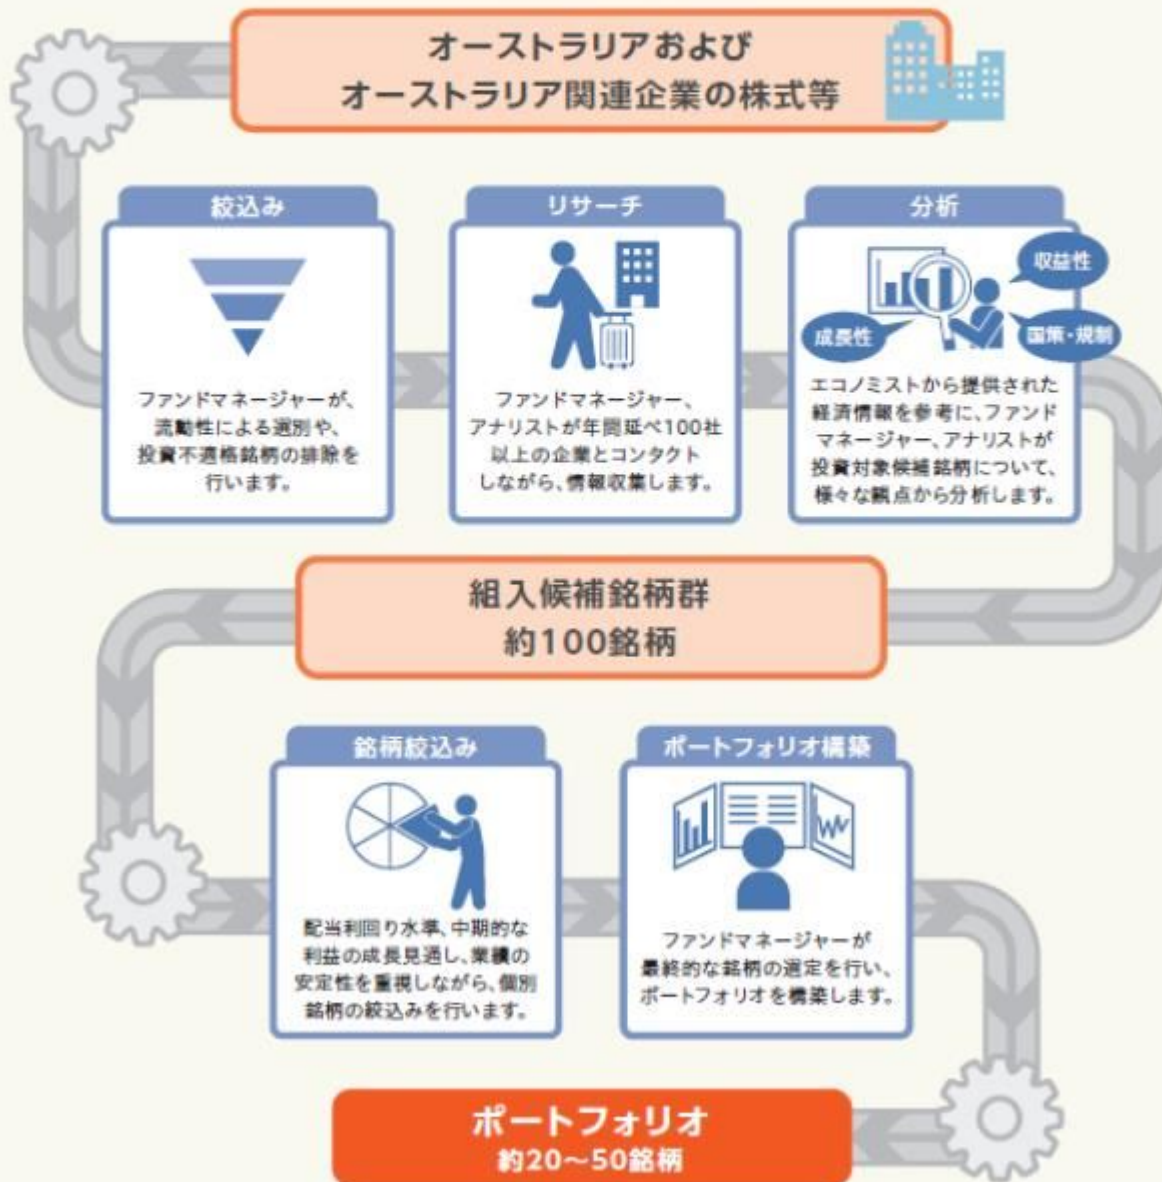 オーストラリアおよび
オーストラリア関連企業の株式等
絞込み
ファンドマネージャーが、
流動性による選別や、
投資不適格銘柄の排除を
行います。
リサーチ
ファンドマネージャー、
アナリストが年間延べ100社
以上の企業とコンタクト
しながら、情報収集します。
分析
収益性
成長性
国策・規制
エコノミストから提供された
経済情報を参考に、ファンド
マネージャー、アナリストが
投資対象候補銘柄について、
様々な観点から分析します。
組入候補銘柄群
約100銘柄
銘柄絞込み
配当利回り水準、中期的な
利益の成長見通し、業績の
安定性を重視しながら、個別
銘柄の絞込みを行います。
ポートフォリオ構築
ファンドマネージャーが
最終的な銘柄の選定を行い、
ポートフォリオを構築します。
ポートフォリオ
約20〜50銘柄